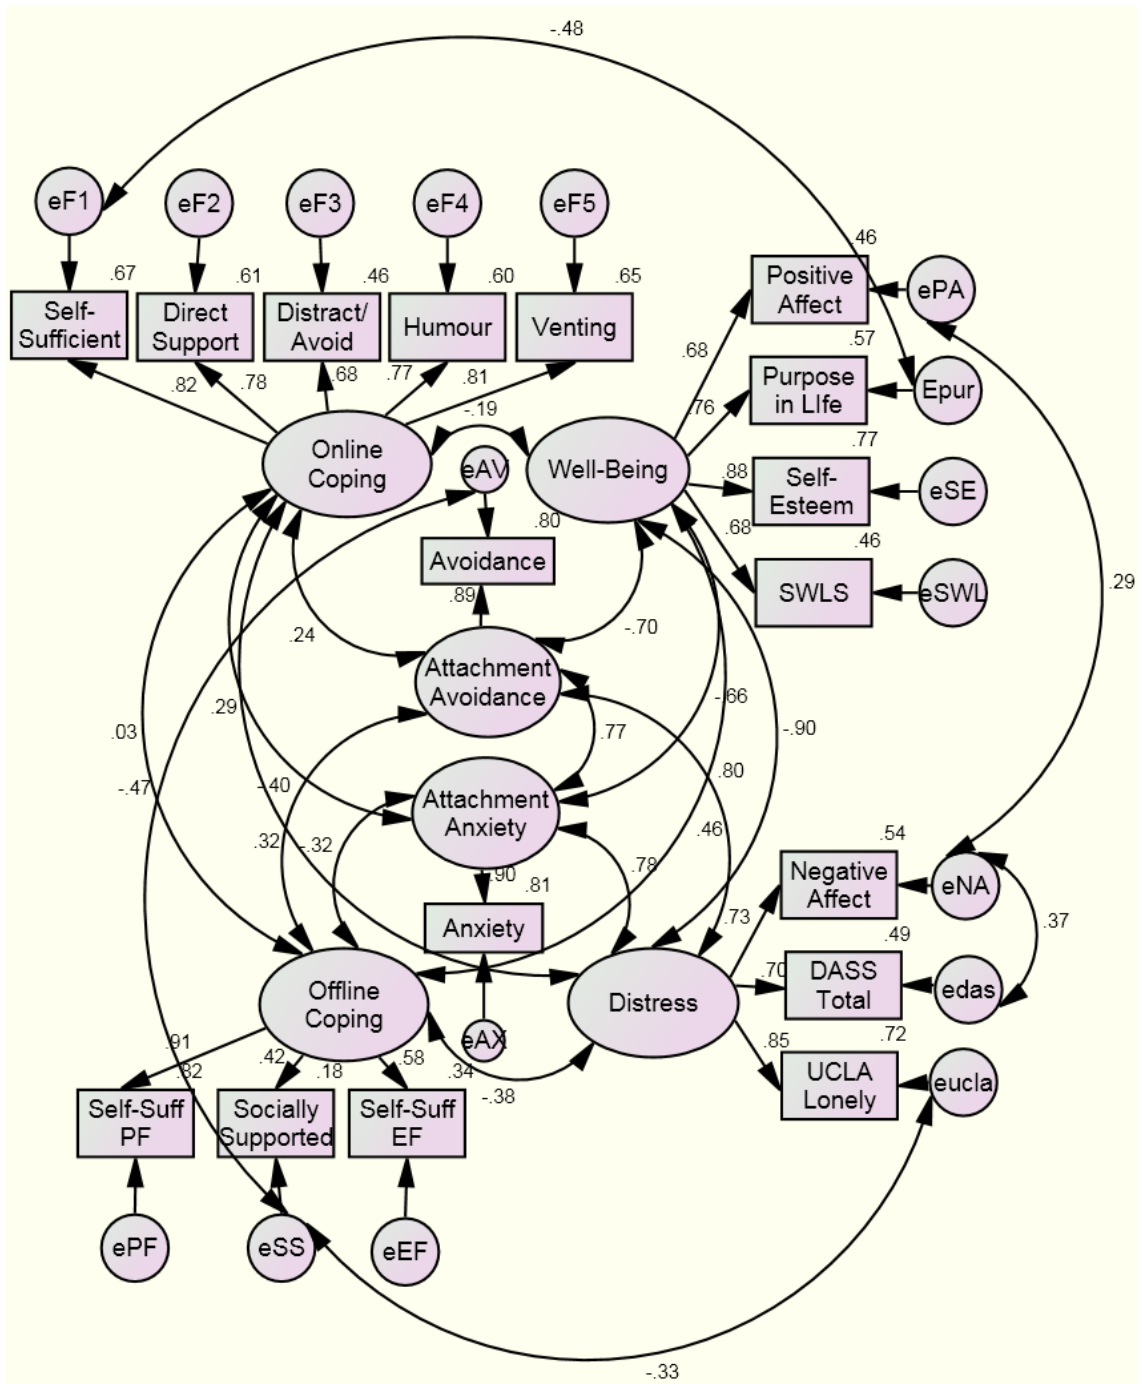 -.48
eF1
eF2
eF3
eF4
eF5
.67
.61
.46
.60
.65
Self-
Sufficient
Direct
Support
Distract/
Avoid
Humour
Venting
.82
.78
.68
.77
.81
Online
Coping
-.19
Well-Being
.46
Positive
Affect
ePA
.68
.57
Purpose
in LIfe
Epur
.76
.77
Self-
Esteem
eSE
.88
.46
SWLS
eSWL
.68
.29
eAV
.80
Avoidance
.89
.24
-.70
Attachment
Avoidance
.29
.03
-.47
-.40
.77
-.66
-.90
.80
Attachment
Anxiety
.32
-.32
.46
.78
.90
.81
Anxiety
eAX
.54
Negative
Affect
eNA
.73
.37
.49
DASS
Total
edas
.70
.72
UCLA
Lonely
eucla
.85
Offline
Coping
Distress
.34
-.38
.91
.82
.42
.18
.58
Self-Suff
PF
Socially
Supported
Self-Suff
EF
ePF
eSS
eEF
-.33